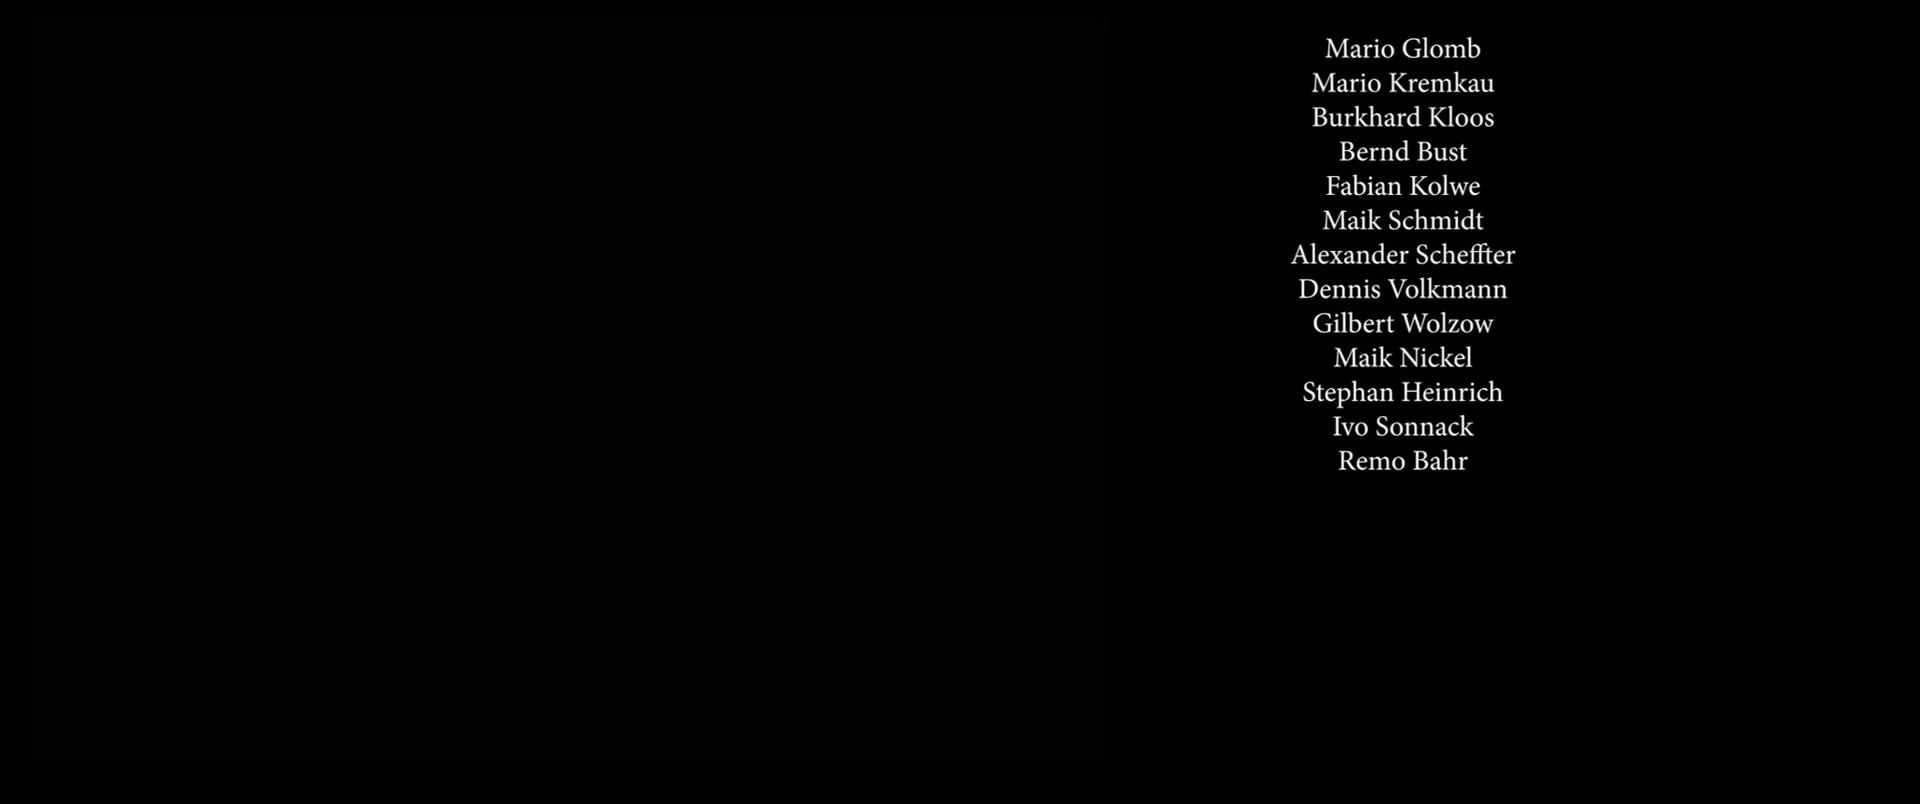 Mario Glomb
Mario Kremkau
Burkhard Kloos
Bernd Bust
Fabian Kolwe
Maik Schmidt
Alexander Scheffter
Dennis Volkmann
Gilbert Wolzow
Maik Nickel
Stephan Heinrich
Ivo Sonnack
Remo Bahr